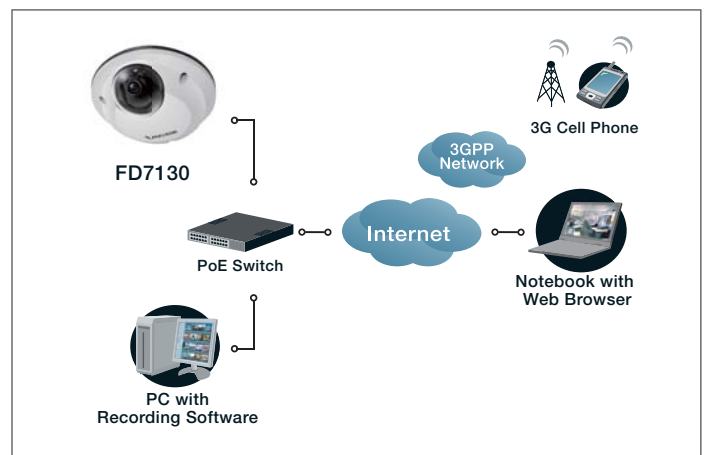 FD7130
3G Cell Phone
3GPP
Network
Internet
PoE Switch
Notebook with
Web Browser
PC with
Recording Software